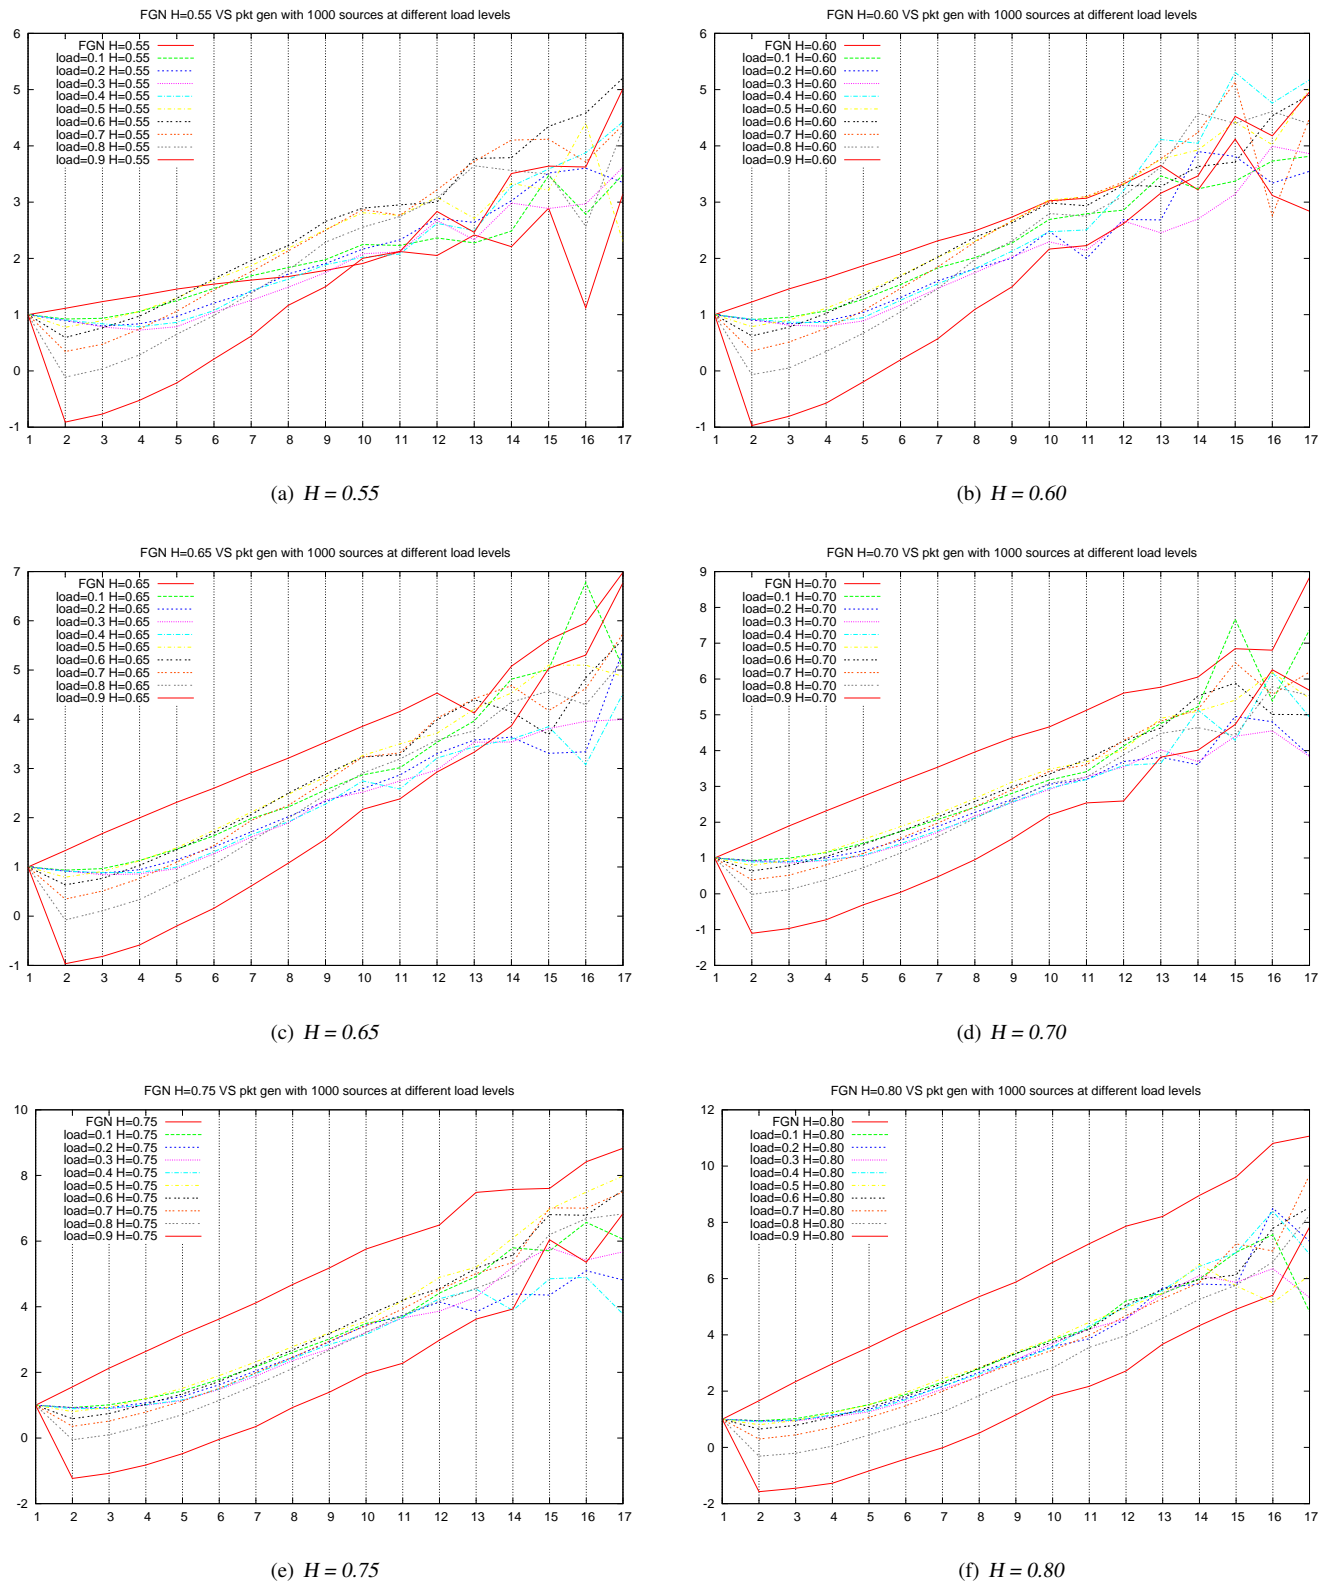 FGN H=0.55 VS pkt gen with 1000 sources at different load levels
6
5
4
3
2
1
0
-1
FGN H=0.55
load=0.1 H=0.55
load=0.2 H=0.55
load=0.3 H=0.55
load=0.4 H=0.55
load=0.5 H=0.55
load=0.6 H=0.55
load=0.7 H=0.55
load=0.8 H=0.55
load=0.9 H=0.55
1 2 3 4 5 6 7 8 9 10 11 12 13 14 15 16 17
(a) H = 0.55
FGN H=0.60 VS pkt gen with 1000 sources at different load levels
6
5
4
3
2
1
0
-1
FGN H=0.60
load=0.1 H=0.60
load=0.2 H=0.60
load=0.3 H=0.60
load=0.4 H=0.60
load=0.5 H=0.60
load=0.6 H=0.60
load=0.7 H=0.60
load=0.8 H=0.60
load=0.9 H=0.60
1 2 3 4 5 6 7 8 9 10 11 12 13 14 15 16 17
(b) H = 0.60
FGN H=0.65 VS pkt gen with 1000 sources at different load levels
7
6
5
4
3
2
1
0
-1
FGN H=0.65
load=0.1 H=0.65
load=0.2 H=0.65
load=0.3 H=0.65
load=0.4 H=0.65
load=0.5 H=0.65
load=0.6 H=0.65
load=0.7 H=0.65
load=0.8 H=0.65
load=0.9 H=0.65
1 2 3 4 5 6 7 8 9 10 11 12 13 14 15 16 17
(c) H = 0.65
FGN H=0.70 VS pkt gen with 1000 sources at different load levels
9
8
7
6
5
4
3
2
1
0
-1
-2
FGN H=0.70
load=0.1 H=0.70
load=0.2 H=0.70
load=0.3 H=0.70
load=0.4 H=0.70
load=0.5 H=0.70
load=0.6 H=0.70
load=0.7 H=0.70
load=0.8 H=0.70
load=0.9 H=0.70
1 2 3 4 5 6 7 8 9 10 11 12 13 14 15 16 17
(d) H = 0.70
FGN H=0.75 VS pkt gen with 1000 sources at different load levels
10
8
6
4
2
0
-2
FGN H=0.75
load=0.1 H=0.75
load=0.2 H=0.75
load=0.3 H=0.75
load=0.4 H=0.75
load=0.5 H=0.75
load=0.6 H=0.75
load=0.7 H=0.75
load=0.8 H=0.75
load=0.9 H=0.75
1 2 3 4 5 6 7 8 9 10 11 12 13 14 15 16 17
(e) H = 0.75
FGN H=0.80 VS pkt gen with 1000 sources at different load levels
12
10
8
6
4
2
0
-2
FGN H=0.80
load=0.1 H=0.80
load=0.2 H=0.80
load=0.3 H=0.80
load=0.4 H=0.80
load=0.5 H=0.80
load=0.6 H=0.80
load=0.7 H=0.80
load=0.8 H=0.80
load=0.9 H=0.80
1 2 3 4 5 6 7 8 9 10 11 12 13 14 15 16 17
(f) H = 0.80